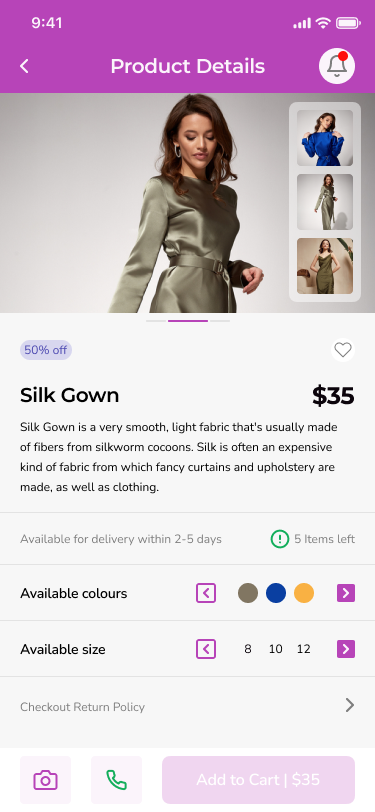 9:41
Product Details
50% off
Silk Gown
$35
Silk Gown is a very smooth, light fabric that's usually made
of fibers from silkworm cocoons. Silk is often an expensive
kind of fabric from which fancy curtains and upholstery are
made, as well as clothing.
Available for delivery within 2-5 days
5 Items left
Available colours
Available size
8 10 12
Checkout Return Policy
Add to Cart | $35